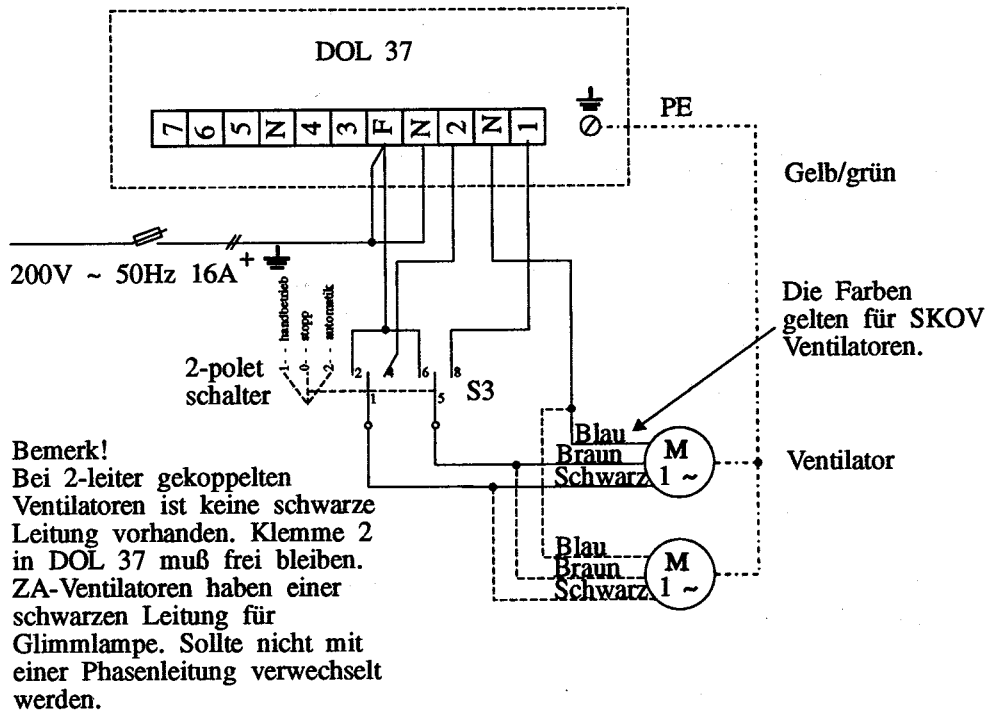 DOL 37
7 6 5 N 4 3 F N 2 N 1
PE
Gelb/grün
200V ~ 50Hz 16A
+
1 - - handbetrieb
0 - - stopp
2 - - automatik
2-polet
schalter
2 4 6 8
1 5
S3
Die Farben
gelten für SKOV
Ventilatoren.
Blau
Braun
Schwarz
M
1 ~
Ventilator
Blau
Braun
Schwarz
M
1 ~
Bemerk!
Bei 2-leiter gekoppelten
Ventilatoren ist keine schwarze
Leitung vorhanden. Klemme 2
in DOL 37 muß frei bleiben.
ZA-Ventilatoren haben einer
schwarzen Leitung für
Glimmlampe. Sollte nicht mit
einer Phasenleitung verwechselt
werden.